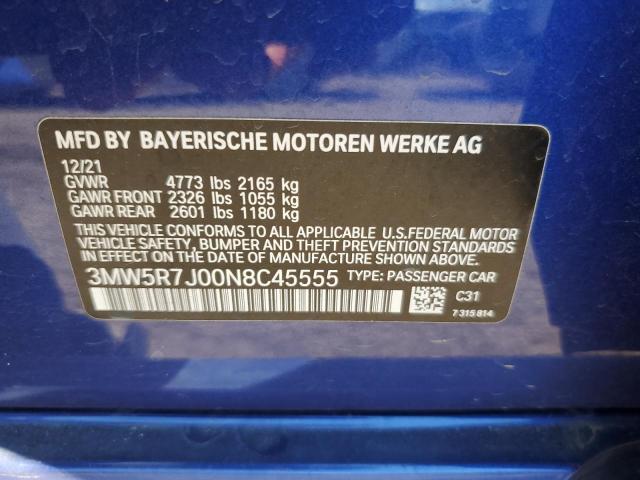 MFD BY BAYERISCHE MOTOREN WERKE AG
12/21
GVWR 4773 lbs 2165 kg
GAWR FRONT 2326 lbs 1055 kg
GAWR REAR 2601 lbs 1180 kg
THIS VEHICLE CONFORMS TO ALL APPLICABLE U.S.FEDERAL MOTOR
VEHICLE SAFETY, BUMPER AND THEFT PREVENTION STANDARDS
IN EFFECT ON THE DATE OF MANUFACTURE SHOWN ABOVE.
3MW5R7J00N8C45555 TYPE: PASSENGER CAR
C31
7 315 814